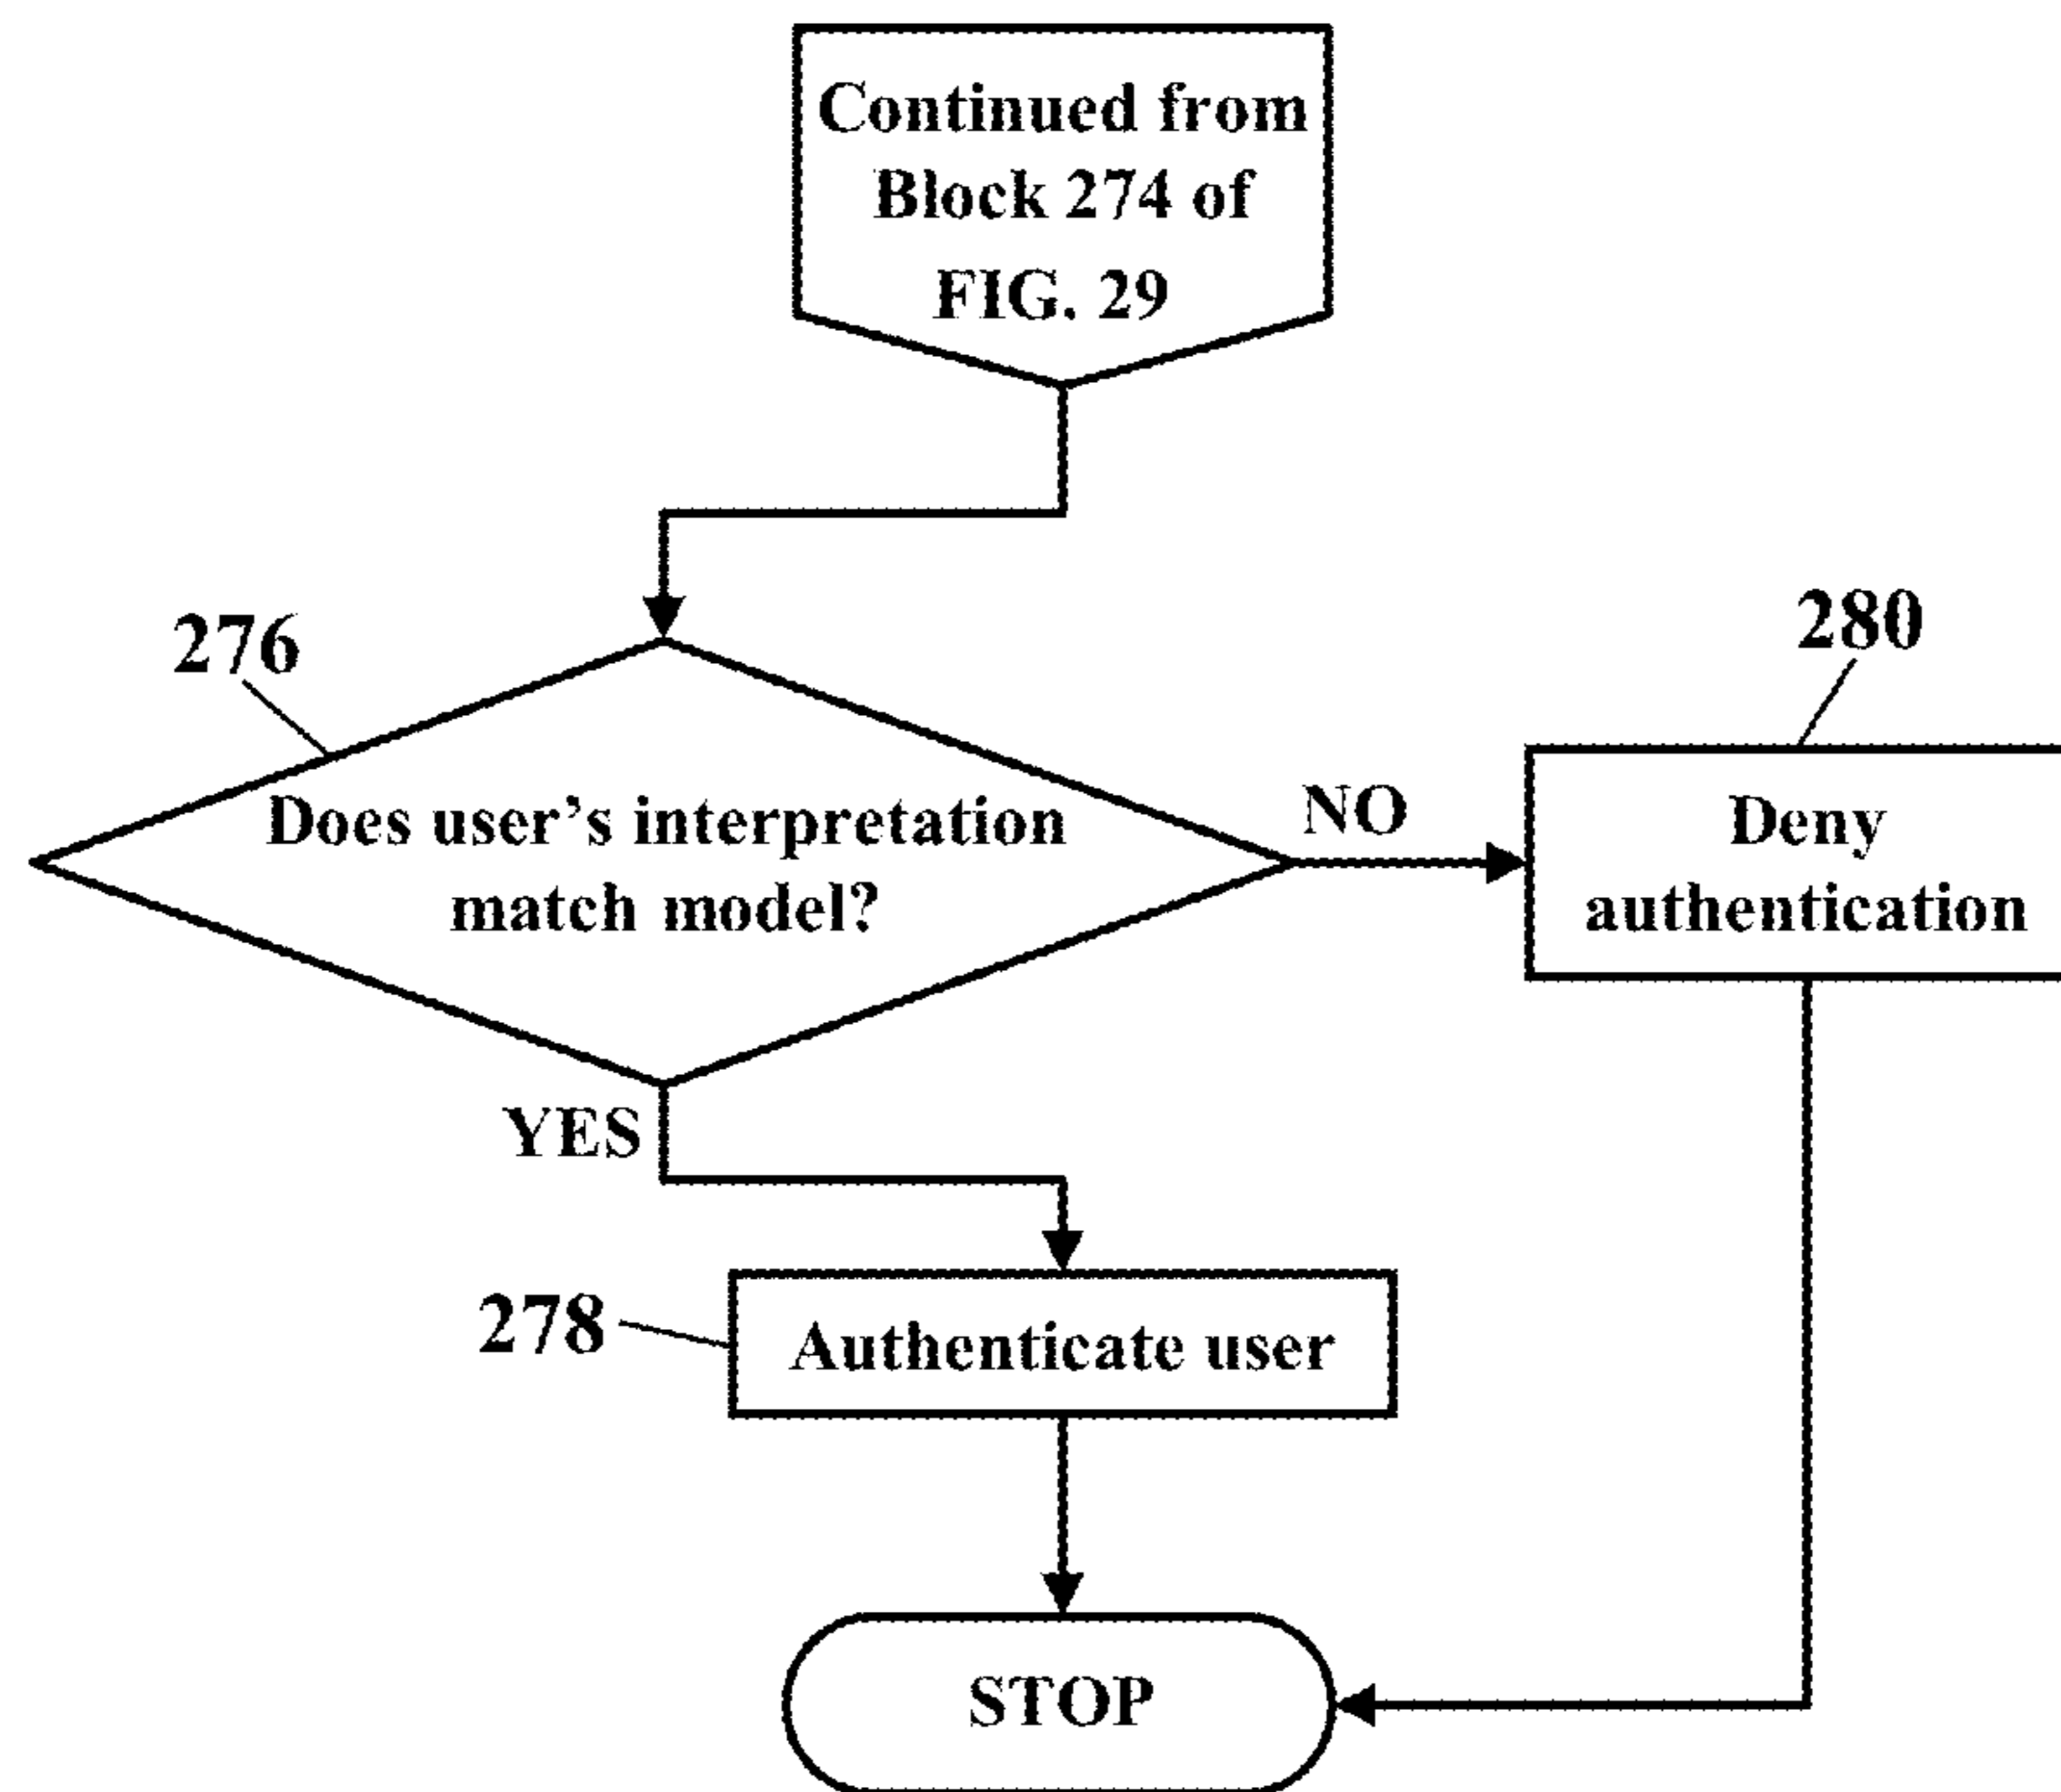 Continued from
Block 274 of
FIG. 29
276
280
Does user’s interpretation
match model?
NO
Deny
authentication
YES
278
Authenticate user
STOP